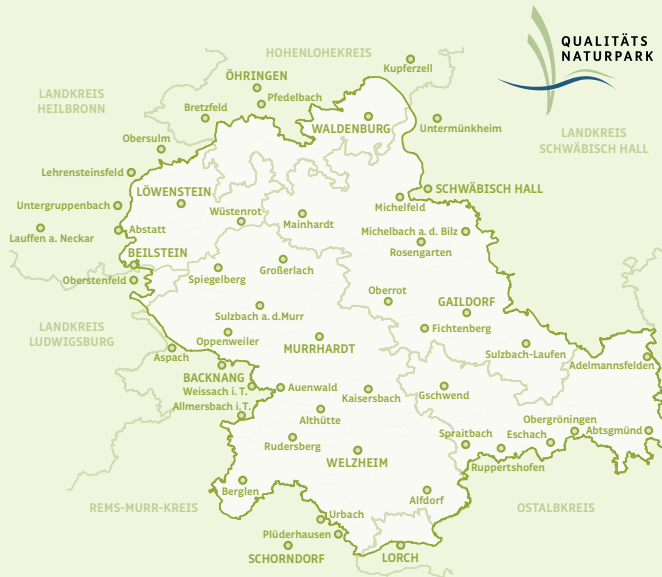 QUALITÄTS
NATURPARK
HOHENLOHEKREIS
Kupferzell
ÖHRINGEN
LANDKREIS
HEILBRONN
Pfedelbach
Bretzfeld
WALDENBURG
Untermünkheim
LANDKREIS
SCHWÄBISCH HALL
Obersulm
Lehrensteinsfeld
LÖWENSTEIN
SCHWÄBISCH HALL
Untergruppenbach
Wüstenrot
Michelfeld
Mainhardt
Abstatt
Michelbach a. d. Bilz
Lauffen a. Neckar
BEILSTEIN
Rosengarten
Großerlach
Oberstenfeld
Spiegelberg
Oberrot
GAILDORF
Sulzbach a. d.Murr
LANDKREIS
LUDWIGSBURG
Fichtenberg
Oppenweiler
MURRHARDT
Sulzbach-Laufen
Aspach
Adelmannsfelden
BACKNANG
Weissach i. T.
Auenwald
Kaisersbach
Gschwend
Allmersbach i.T.
Althütte
Obergröningen
Spraitbach
Eschach
Abtsgmünd
Rudersberg
WELZHEIM
Ruppertshofen
Berglen
Alfdorf
REMS-MURR-KREIS
OSTALBKREIS
Urbach
Plüderhausen
SCHORNDORF
LORCH